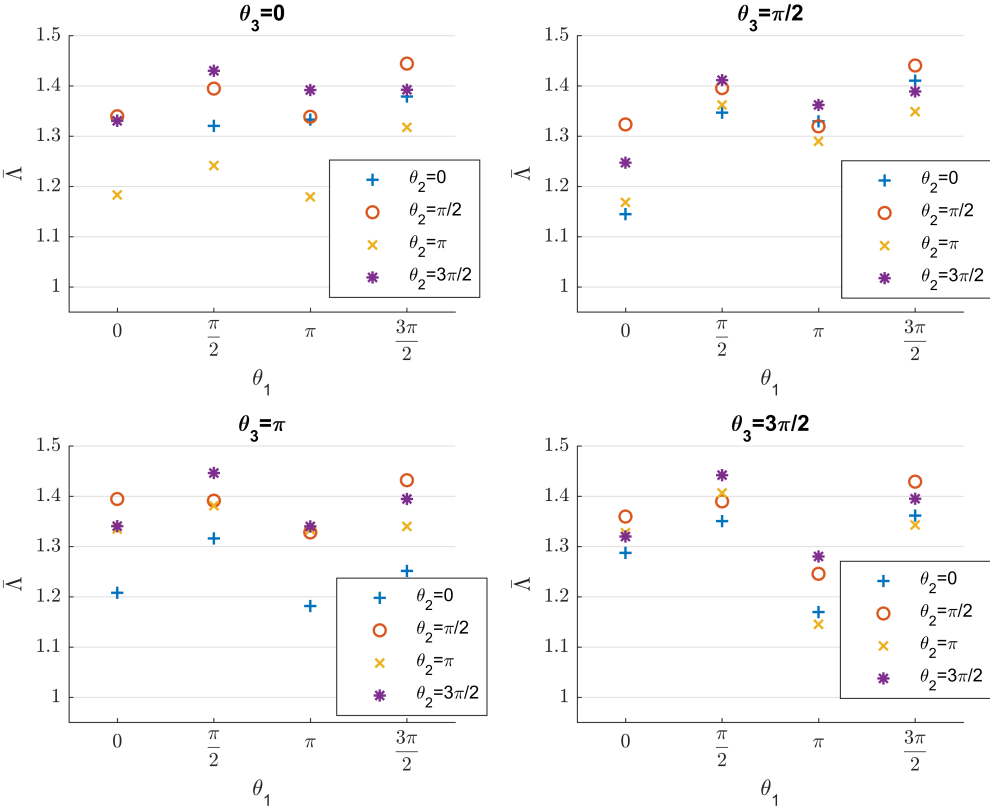 θ₃=0
1.5
1.4
1.3
1.2
1.1
1
Λ̄
0 π/2 π 3π/2
θ₁
θ₂=0
θ₂=π/2
θ₂=π
θ₂=3π/2
θ₃=π/2
1.5
1.4
1.3
1.2
1.1
1
Λ̄
0 π/2 π 3π/2
θ₁
θ₂=0
θ₂=π/2
θ₂=π
θ₂=3π/2
θ₃=π
1.5
1.4
1.3
1.2
1.1
1
Λ̄
0 π/2 π 3π/2
θ₁
θ₂=0
θ₂=π/2
θ₂=π
θ₂=3π/2
θ₃=3π/2
1.5
1.4
1.3
1.2
1.1
1
Λ̄
0 π/2 π 3π/2
θ₁
θ₂=0
θ₂=π/2
θ₂=π
θ₂=3π/2